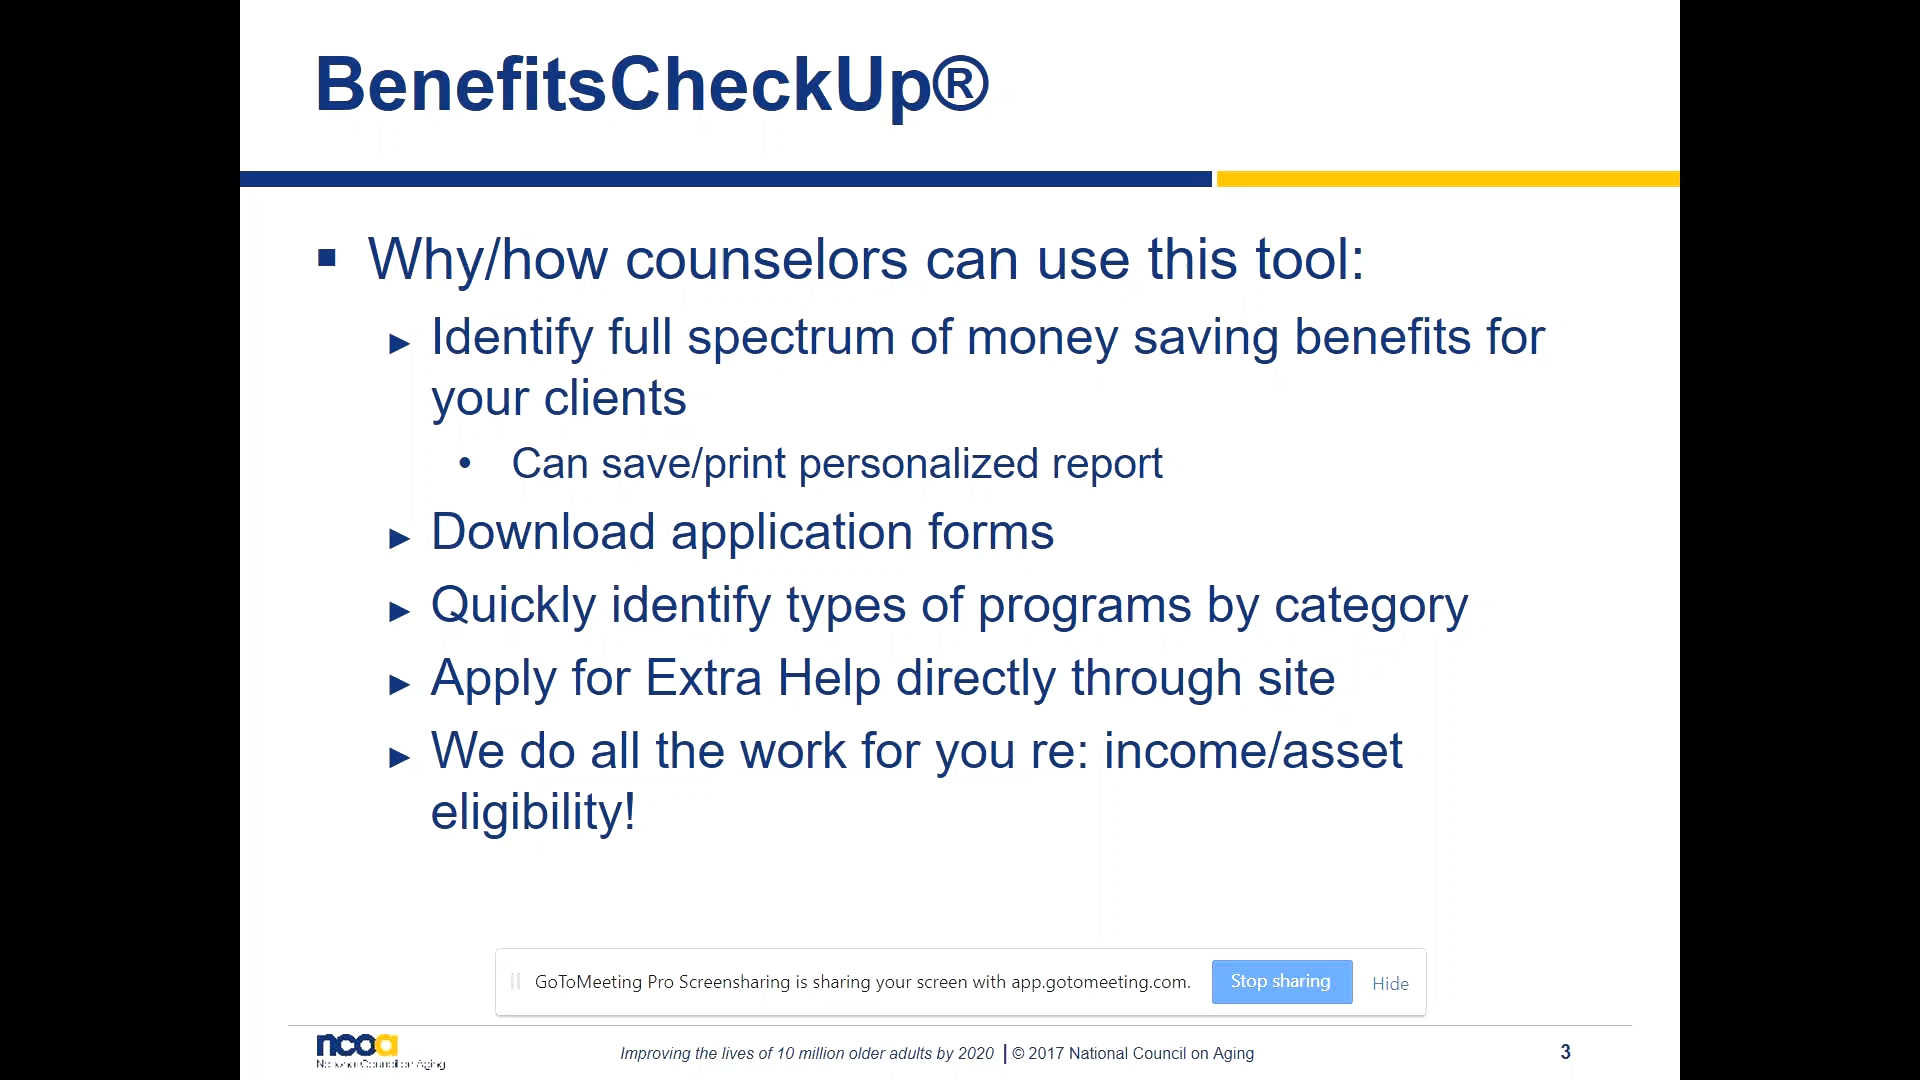 BenefitsCheckUp®
▪ Why/how counselors can use this tool:
► Identify full spectrum of money saving benefits for
your clients
• Can save/print personalized report
► Download application forms
► Quickly identify types of programs by category
► Apply for Extra Help directly through site
► We do all the work for you re: income/asset
eligibility!
GoToMeeting Pro Screensharing is sharing your screen with app.gotomeeting.com. Stop sharing Hide
ncoa
National Council on Aging
Improving the lives of 10 million older adults by 2020 | © 2017 National Council on Aging 3